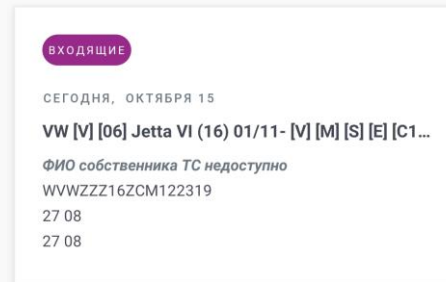 ВХОДЯЩИЕ
СЕГОДНЯ, ОКТЯБРЯ 15
VW [V] [06] Jetta VI (16) 01/11- [V] [M] [S] [E] [C1...
ФИО собственника ТС недоступно
WVWZZZ16ZCM122319
27 08
27 08